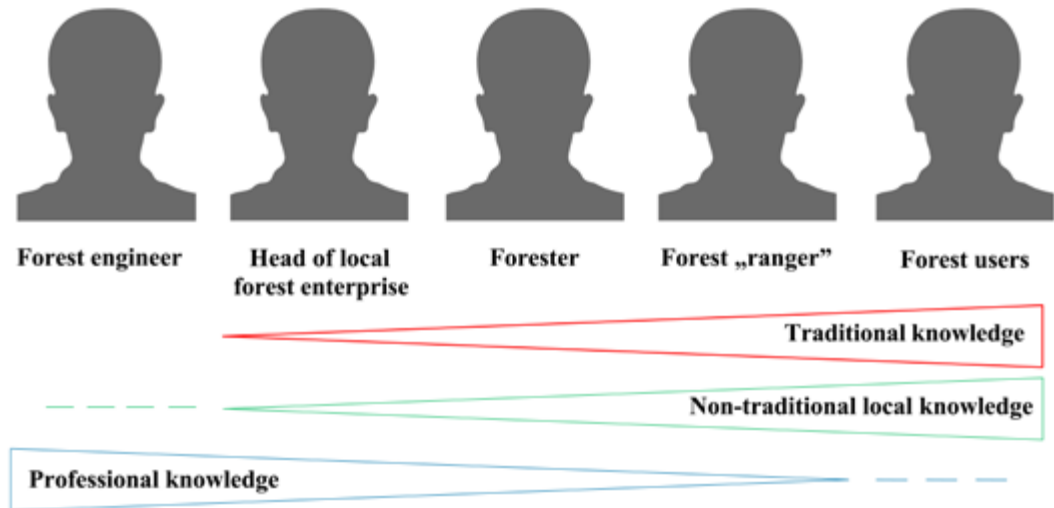 Forest engineer
Head of local
forest enterprise
Forester
Forest „ranger”
Forest users
Traditional knowledge
Non-traditional local knowledge
Professional knowledge